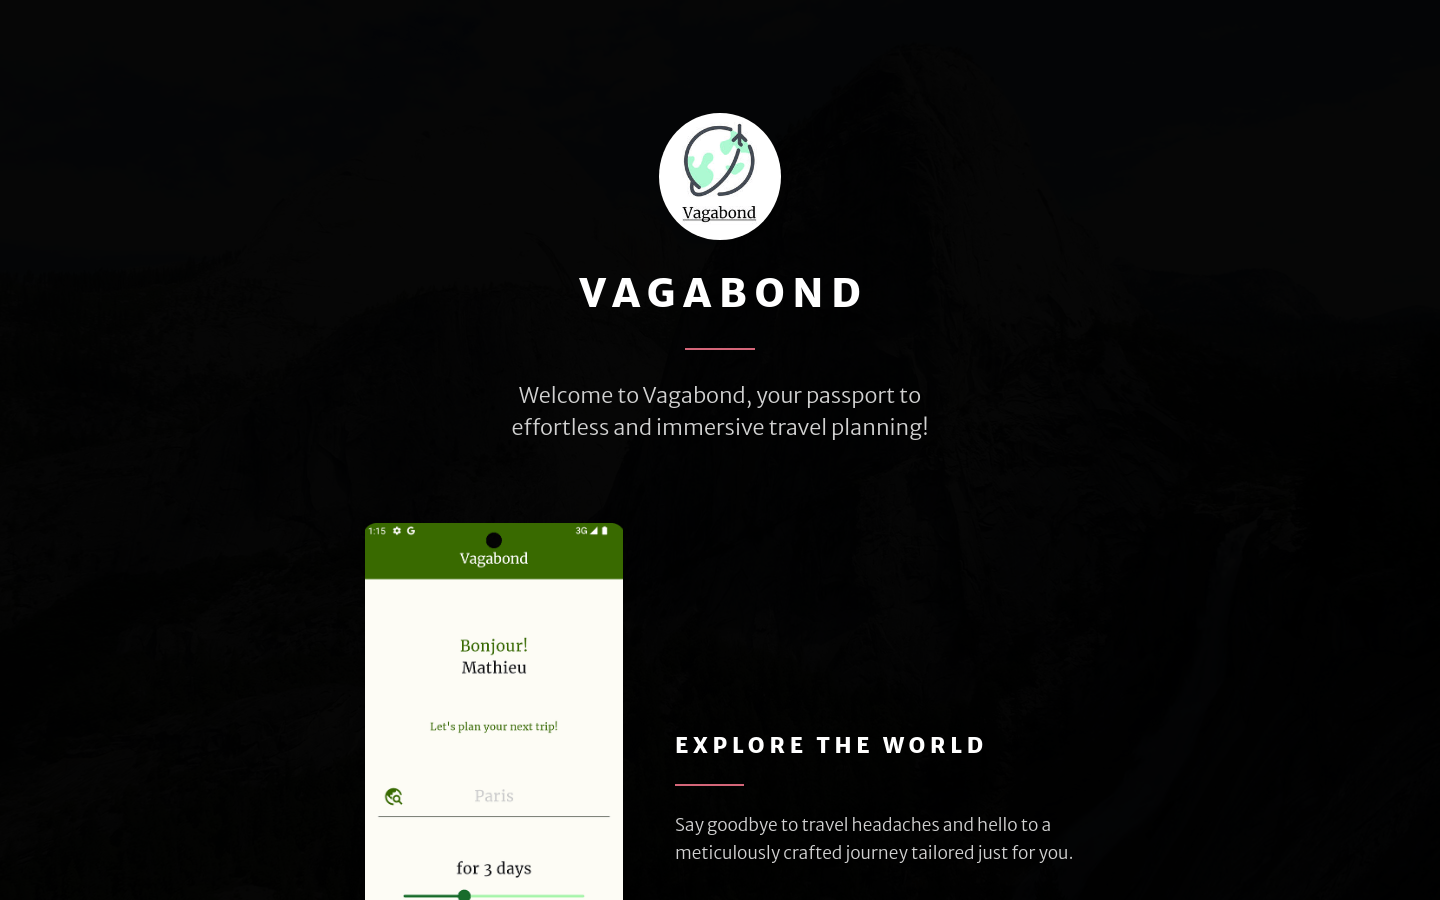 Vagabond
VAGABOND
Welcome to Vagabond, your passport to
effortless and immersive travel planning!
1:15
3G
Vagabond
Bonjour!
Mathieu
Let's plan your next trip!
Paris
for 3 days
EXPLORE THE WORLD
Say goodbye to travel headaches and hello to a
meticulously crafted journey tailored just for you.